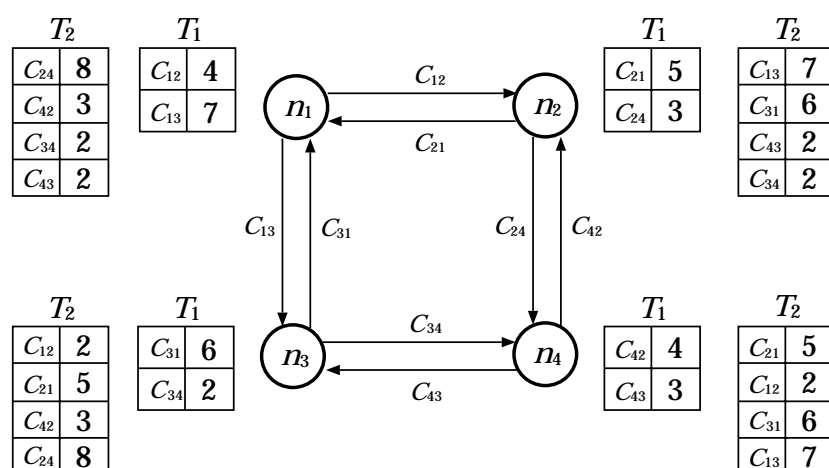 T₂ T₁ T₁ T₂
C₂₄ 8
C₄₂ 3
C₃₄ 2
C₄₃ 2
C₁₂ 4
C₁₃ 7
n₁
C₁₂
C₂₁
n₂
C₂₁ 5
C₂₄ 3
C₁₃ 7
C₃₁ 6
C₄₃ 2
C₃₄ 2
C₁₃ C₃₁ C₂₄ C₄₂
T₂ T₁ T₁ T₂
C₁₂ 2
C₂₁ 5
C₄₂ 3
C₂₄ 8
C₃₁ 6
C₃₄ 2
n₃
C₃₄
C₄₃
n₄
C₄₂ 4
C₄₃ 3
C₂₁ 5
C₁₂ 2
C₃₁ 6
C₁₃ 7